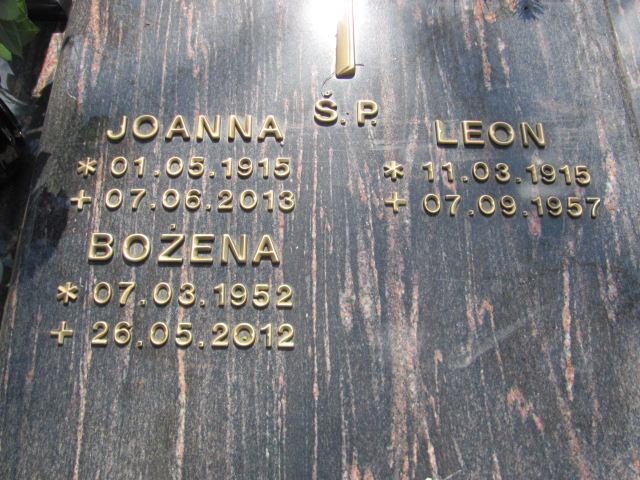 Ś.P.
JOANNA
* 01.05.1915
+ 07.06.2013
LEON
* 11.03.1915
+ 07.09.1957
BOŻENA
* 07.03.1952
+ 26.05.2012